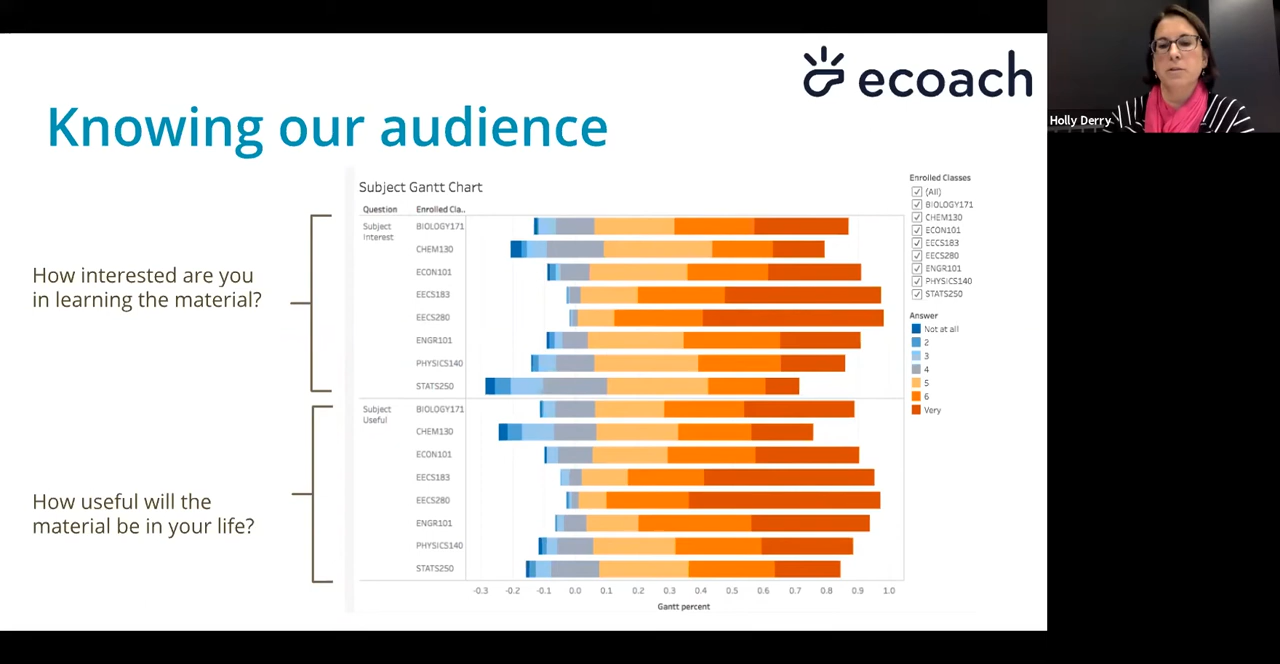 ecoach
Holly Derry
Knowing our audience
Subject Gantt Chart
Question Enrolled Cla..
Subject
Interest
BIOLOGY171
CHEM130
ECON101
EECS183
EECS280
ENGR101
PHYSICS140
STATS250
How interested are you
in learning the material?
Subject
Useful
BIOLOGY171
CHEM130
ECON101
EECS183
EECS280
ENGR101
PHYSICS140
STATS250
How useful will the
material be in your life?
-0.3 -0.2 -0.1 0.0 0.1 0.2 0.3 0.4 0.5 0.6 0.7 0.8 0.9 1.0
Gantt percent
Enrolled Classes
(All)
BIOLOGY171
CHEM130
ECON101
EECS183
EECS280
ENGR101
PHYSICS140
STATS250
Answer
Not at all
2
3
4
5
6
Very